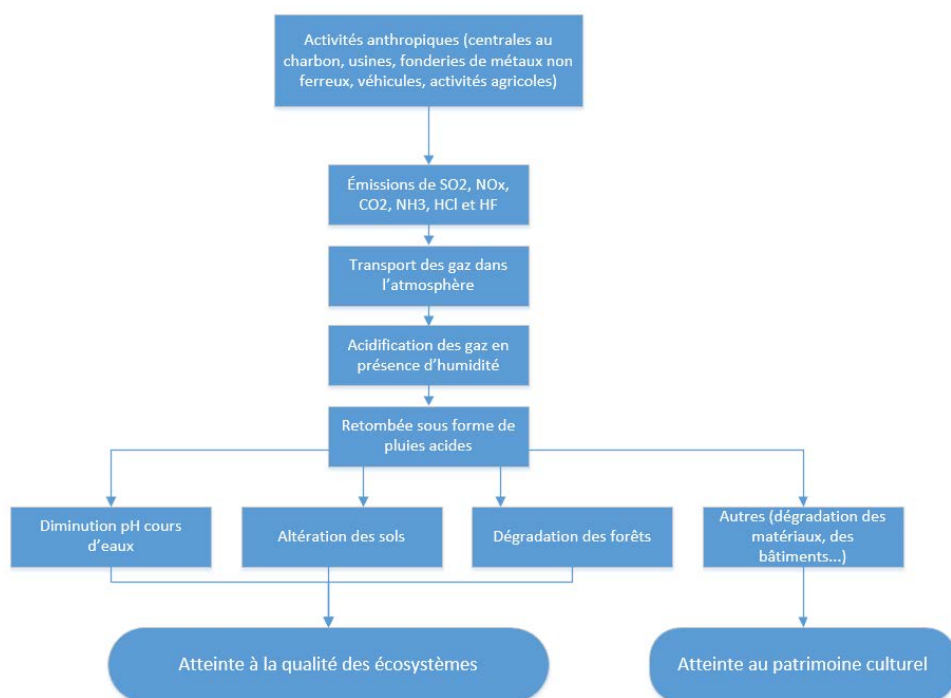 Activités anthropiques (centrales au
charbon, usines, fonderies de métaux non
ferreux, véhicules, activités agricoles)
Émissions de SO2, NOx,
CO2, NH3, HCl et HF
Transport des gaz dans
l'atmosphère
Acidification des gaz en
présence d'humidité
Retombée sous forme de
pluies acides
Diminution pH cours
d'eaux
Altération des sols
Dégradation des forêts
Autres (dégradation des
matériaux, des
bâtiments...)
Atteinte à la qualité des écosystèmes
Atteinte au patrimoine culturel